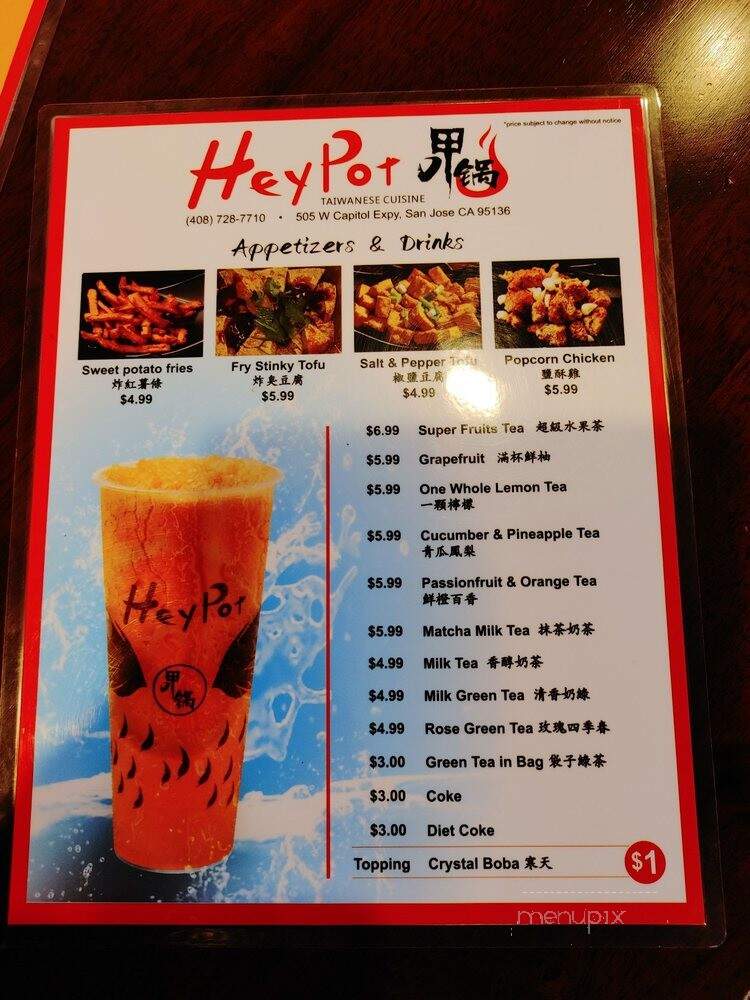 *price subject to change without notice
HeyPot 甲锅
TAIWANESE CUISINE
(408) 728-7710 • 505 W Capitol Expy, San Jose CA 95136
Appetizers & Drinks
Sweet potato fries
炸紅薯條
$4.99
Fry Stinky Tofu
炸臭豆腐
$5.99
Salt & Pepper Tofu
椒鹽豆腐
$4.99
Popcorn Chicken
鹽酥雞
$5.99
$6.99 Super Fruits Tea 超級水果茶
$5.99 Grapefruit 滿杯鮮柚
$5.99 One Whole Lemon Tea
一顆檸檬
$5.99 Cucumber & Pineapple Tea
青瓜鳳梨
$5.99 Passionfruit & Orange Tea
鮮橙百香
$5.99 Matcha Milk Tea 抹茶奶茶
$4.99 Milk Tea 香醇奶茶
$4.99 Milk Green Tea 清香奶綠
$4.99 Rose Green Tea 玫瑰四季春
$3.00 Green Tea in Bag 袋子綠茶
$3.00 Coke
$3.00 Diet Coke
Topping Crystal Boba 寒天 $1
HeyPot
甲锅
menupix